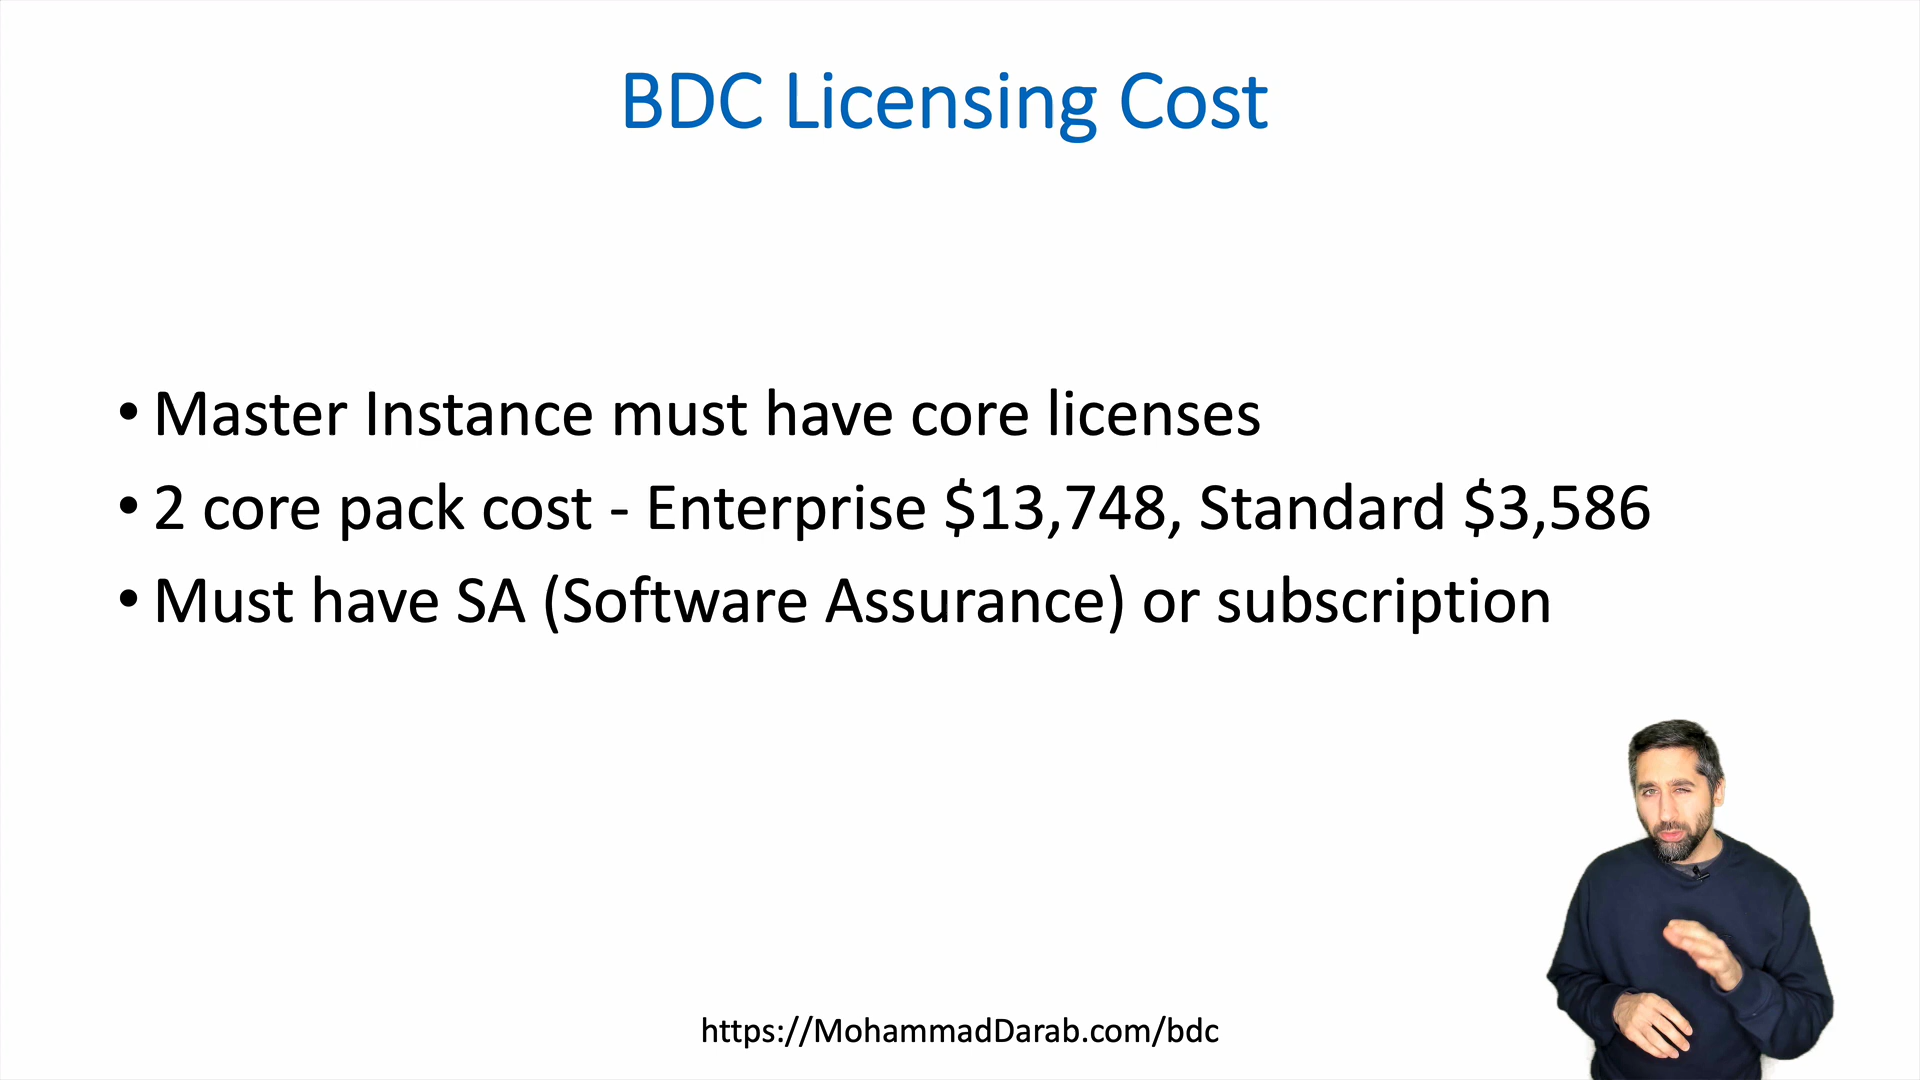 BDC Licensing Cost
• Master Instance must have core licenses
• 2 core pack cost - Enterprise $13,748, Standard $3,586
• Must have SA (Software Assurance) or subscription
https://MohammadDarab.com/bdc